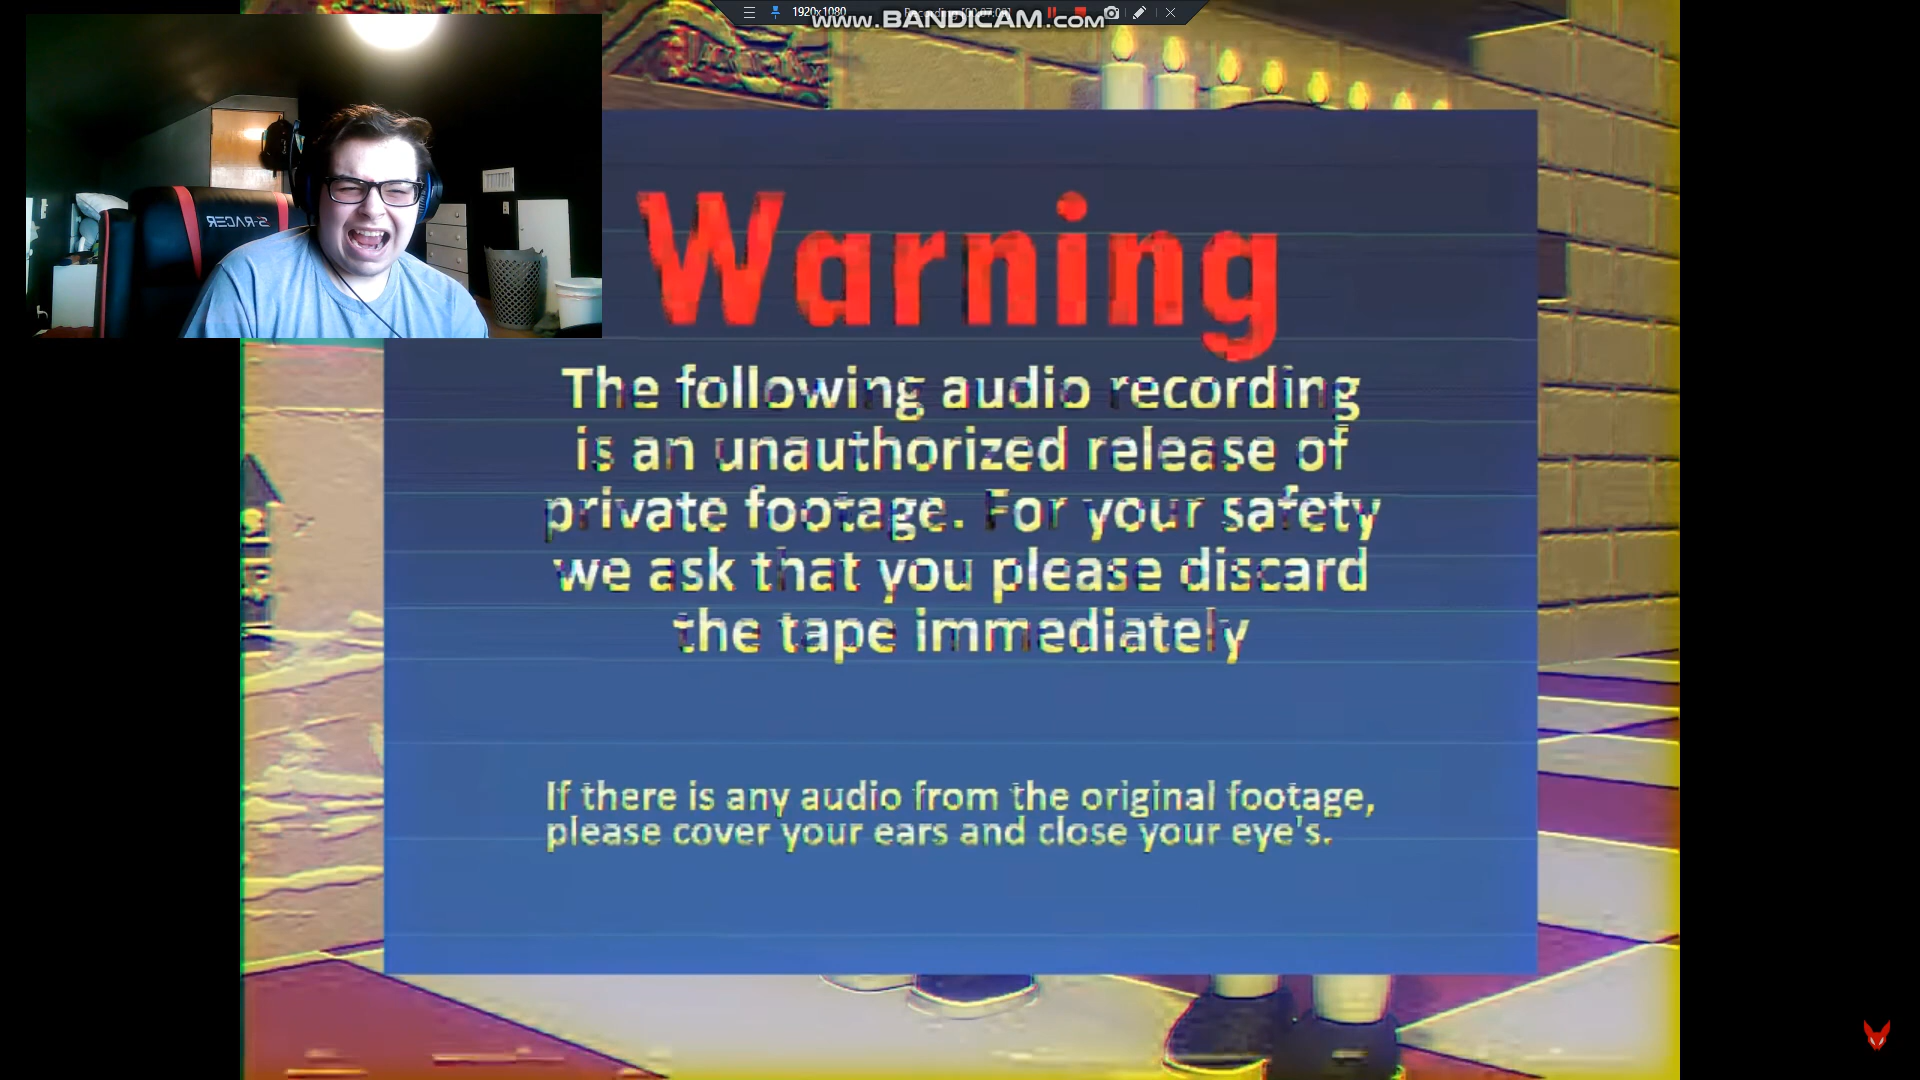 1920x1080
www.BANDICAM.com
S-RACER
Warning
The following audio recording
is an unauthorized release of
private footage. For your safety
we ask that you please discard
the tape immediately
If there is any audio from the original footage,
please cover your ears and close your eye's.